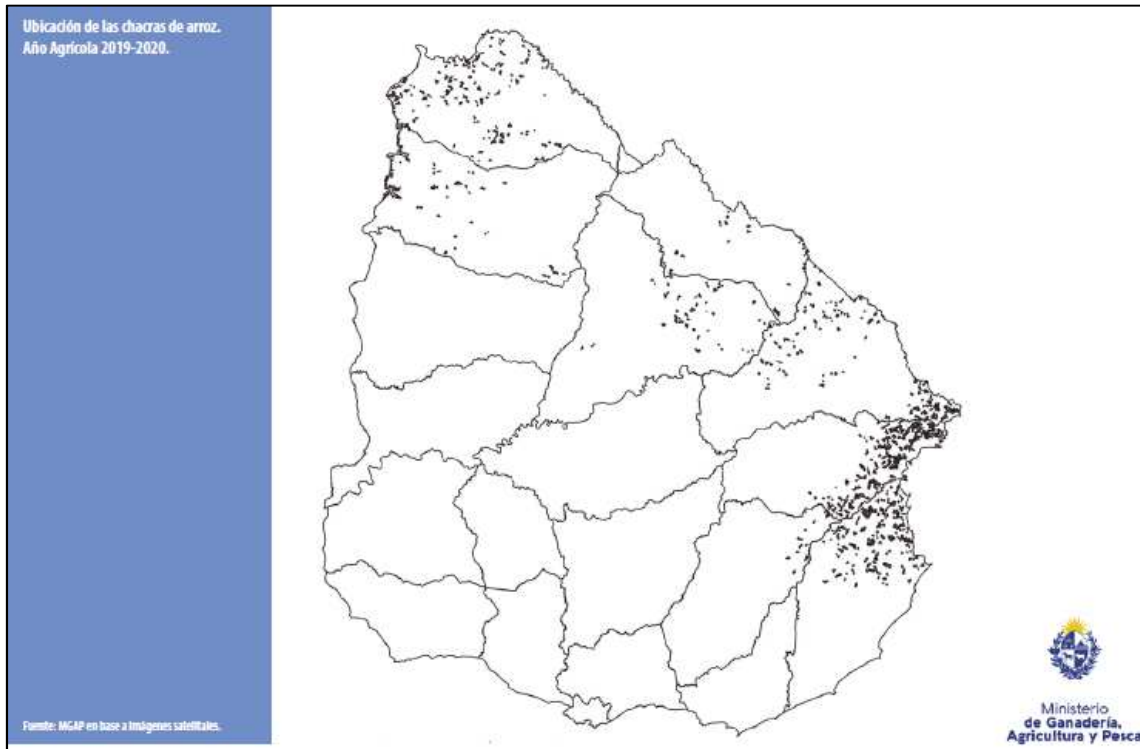 Ubicación de las chacras de arroz.
Año Agrícola 2019-2020.
Fuente: MGAP en base a imágenes satelitales.
Ministerio
de Ganadería,
Agricultura y Pesca